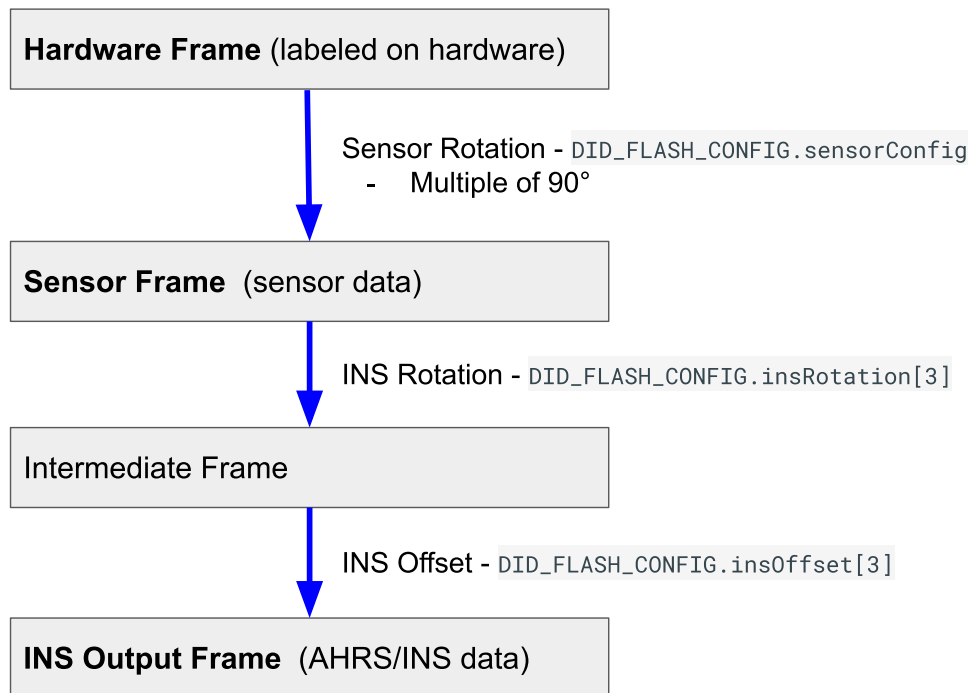 Hardware Frame (labeled on hardware)
Sensor Rotation - DID_FLASH_CONFIG.sensorConfig
- Multiple of 90°
Sensor Frame (sensor data)
INS Rotation - DID_FLASH_CONFIG.insRotation[3]
Intermediate Frame
INS Offset - DID_FLASH_CONFIG.insOffset[3]
INS Output Frame (AHRS/INS data)